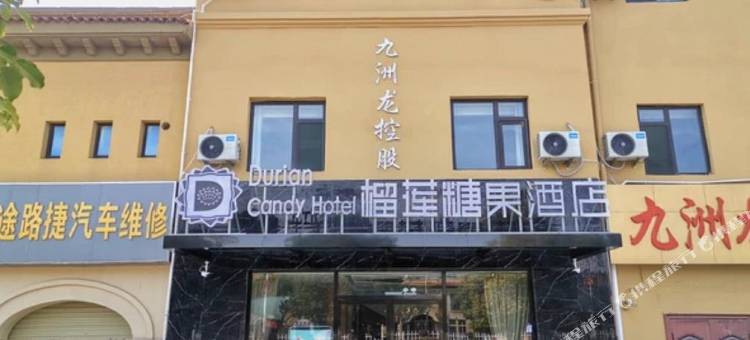 九洲龙控股
Durian
Candy Hotel
榴莲糖果酒店
途路捷汽车维修
九洲龙
携程旅行